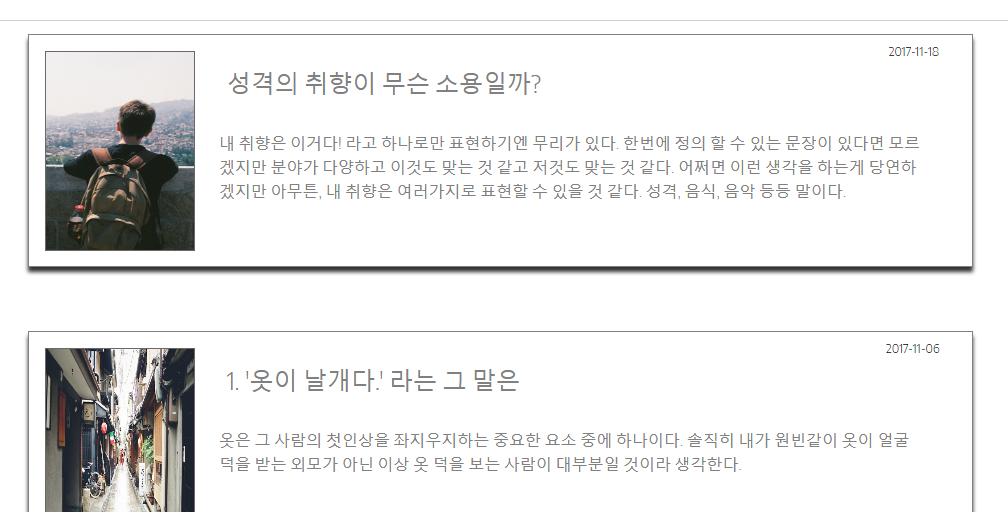 2017-11-18
성격의 취향이 무슨 소용일까?
내 취향은 이거다! 라고 하나로만 표현하기엔 무리가 있다. 한번에 정의 할 수 있는 문장이 있다면 모르
겠지만 분야가 다양하고 이것도 맞는 것 같고 저것도 맞는 것 같다. 어쩌면 이런 생각을 하는게 당연하
겠지만 아무튼, 내 취향은 여러가지로 표현할 수 있을 것 같다. 성격, 음식, 음악 등등 말이다.
2017-11-06
1. '옷이 날개다.' 라는 그 말은
옷은 그 사람의 첫인상을 좌지우지하는 중요한 요소 중에 하나이다. 솔직히 내가 원빈같이 옷이 얼굴
덕을 받는 외모가 아닌 이상 옷 덕을 보는 사람이 대부분일 것이라 생각한다.